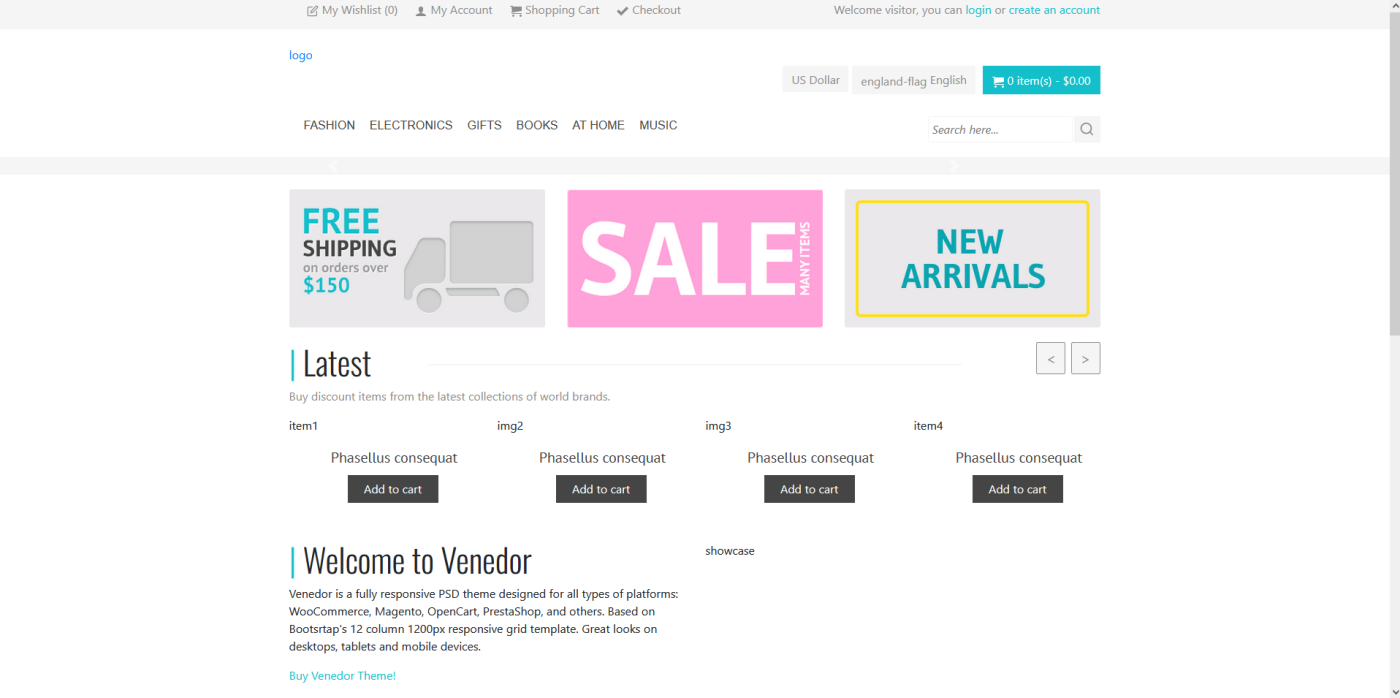 My Wishlist (0) My Account Shopping Cart Checkout Welcome visitor, you can login or create an account
logo
US Dollar england-flag English 0 item(s) - $0.00
FASHION ELECTRONICS GIFTS BOOKS AT HOME MUSIC Search here...
FREE
SHIPPING
on orders over
$150
SALE
MANY ITEMS
NEW
ARRIVALS
Latest < >
Buy discount items from the latest collections of world brands.
item1 img2 img3 item4
Phasellus consequat Phasellus consequat Phasellus consequat Phasellus consequat
Add to cart Add to cart Add to cart Add to cart
Welcome to Venedor
showcase
Venedor is a fully responsive PSD theme designed for all types of platforms:
WooCommerce, Magento, OpenCart, PrestaShop, and others. Based on
Bootsrtap's 12 column 1200px responsive grid template. Great looks on
desktops, tablets and mobile devices.
Buy Venedor Theme!